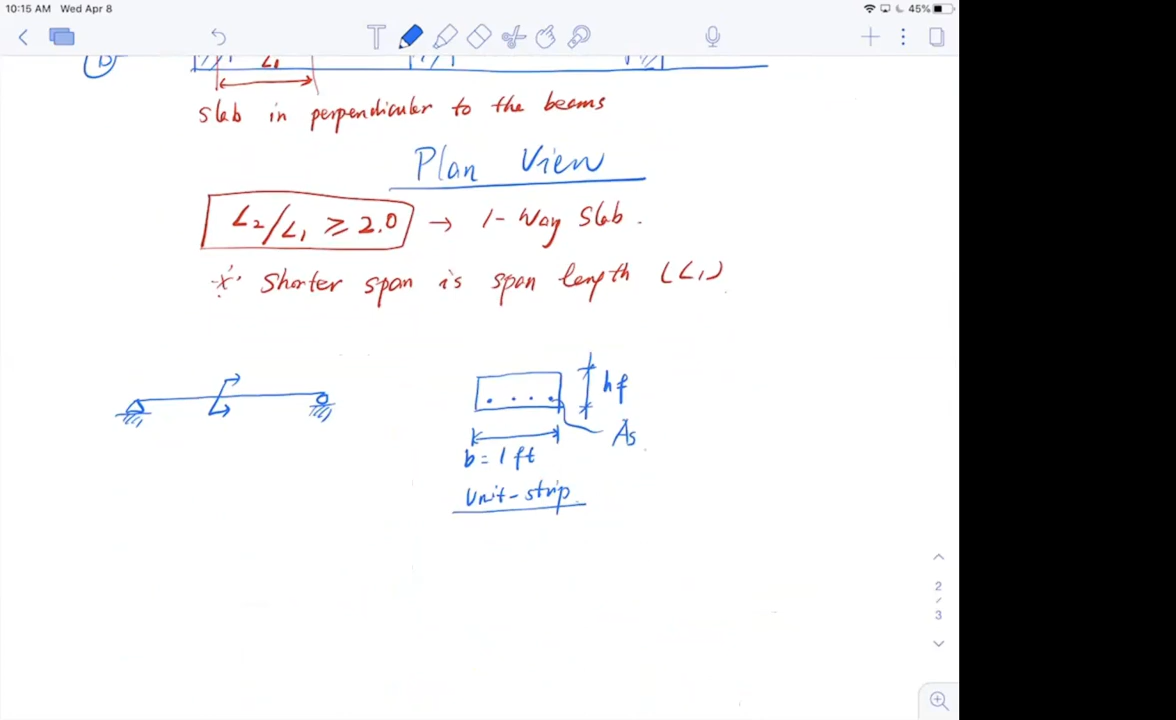 10:15 AM Wed Apr 8
45%
T
b
L₁
slab in perpendicular to the beams
Plan View
L₂/L₁ ≥ 2.0 → 1-Way Slab.
※ Shorter span is span length (L₁)
hf
As
b = 1 ft
Unit-strip
2
/
3